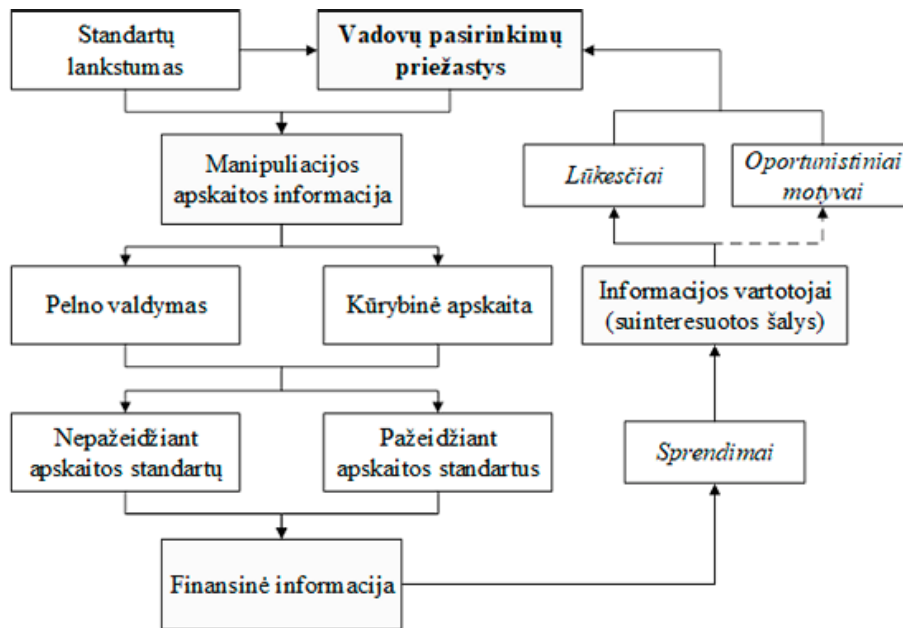 Standartų
lankstumas
Vadovų pasirinkimų
priežastys
Manipuliacijos
apskaitos informacija
Lūkesčiai
Oportunistiniai
motyvai
Pelno valdymas
Kūrybinė apskaita
Informacijos vartotojai
(suinteresuotos šalys)
Nepažeidžiant
apskaitos standartų
Pažeidžiant
apskaitos standartus
Sprendimai
Finansinė informacija